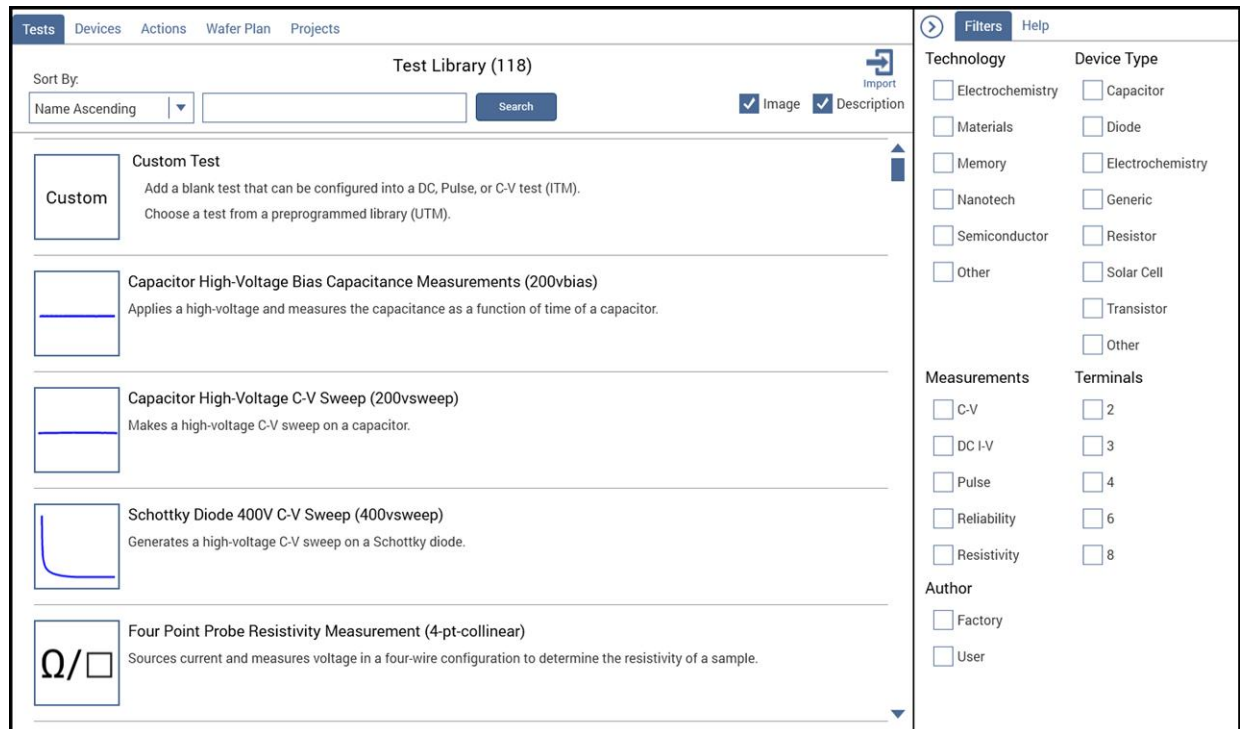 Tests Devices Actions Wafer Plan Projects
Test Library (118)
Import
Sort By:
Name Ascending
Search
Image Description
Custom
Custom Test
Add a blank test that can be configured into a DC, Pulse, or C-V test (ITM).
Choose a test from a preprogrammed library (UTM).
Capacitor High-Voltage Bias Capacitance Measurements (200vbias)
Applies a high-voltage and measures the capacitance as a function of time of a capacitor.
Capacitor High-Voltage C-V Sweep (200vsweep)
Makes a high-voltage C-V sweep on a capacitor.
Schottky Diode 400V C-V Sweep (400vsweep)
Generates a high-voltage C-V sweep on a Schottky diode.
Ω/□
Four Point Probe Resistivity Measurement (4-pt-collinear)
Sources current and measures voltage in a four-wire configuration to determine the resistivity of a sample.
Filters Help
Technology
Electrochemistry
Materials
Memory
Nanotech
Semiconductor
Other
Device Type
Capacitor
Diode
Electrochemistry
Generic
Resistor
Solar Cell
Transistor
Other
Measurements
C-V
DC I-V
Pulse
Reliability
Resistivity
Terminals
2
3
4
6
8
Author
Factory
User